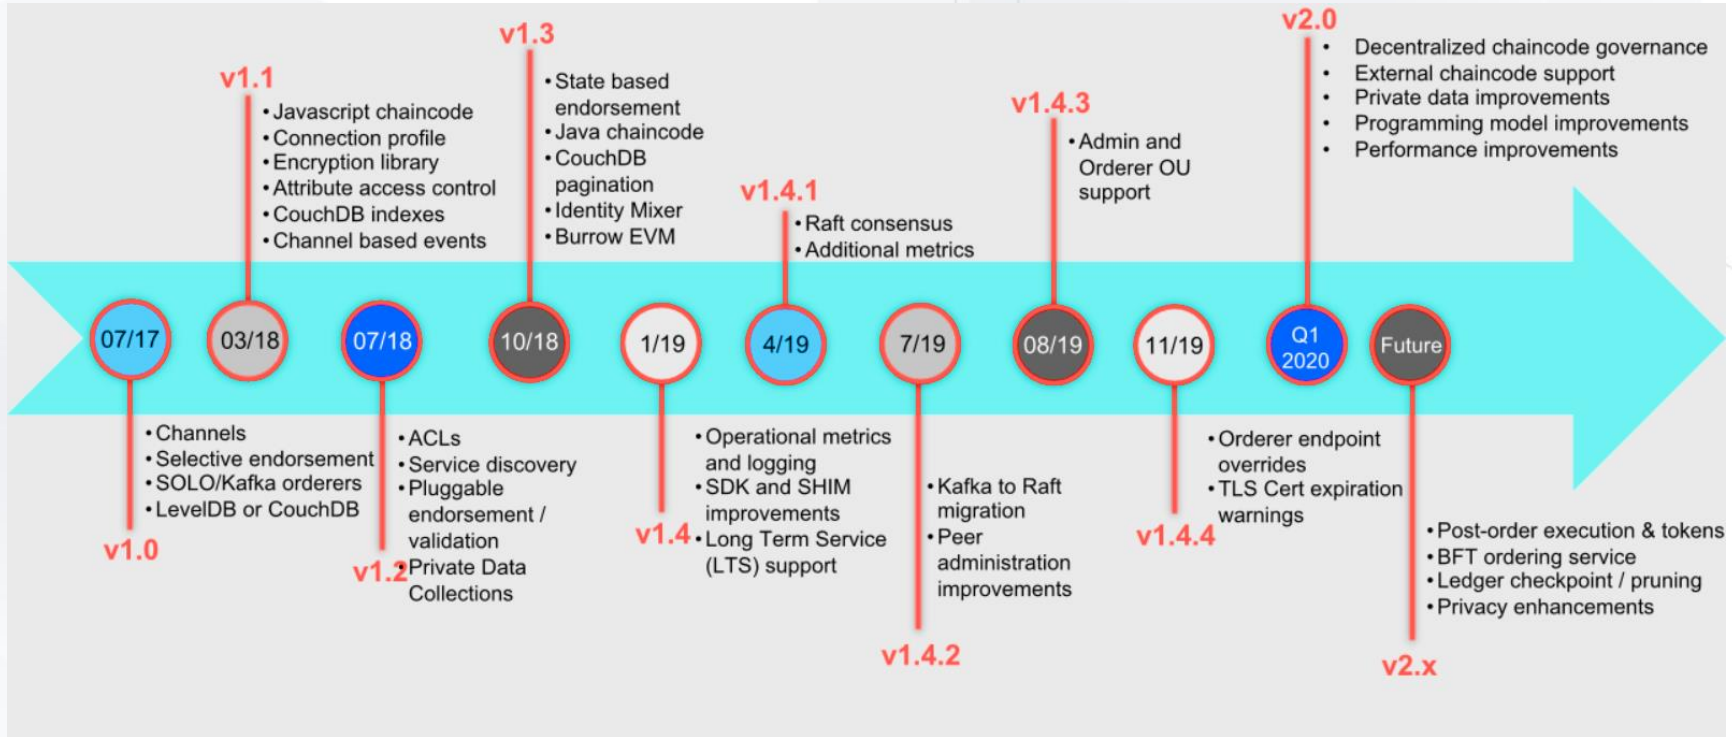 v1.0
07/17
• Channels
• Selective endorsement
• SOLO/Kafka orderers
• LevelDB or CouchDB
v1.1
03/18
• Javascript chaincode
• Connection profile
• Encryption library
• Attribute access control
• CouchDB indexes
• Channel based events
v1.2
07/18
• ACLs
• Service discovery
• Pluggable
endorsement /
validation
• Private Data
Collections
v1.3
10/18
• State based
endorsement
• Java chaincode
• CouchDB
pagination
• Identity Mixer
• Burrow EVM
v1.4
1/19
• Operational metrics
and logging
• SDK and SHIM
improvements
• Long Term Service
(LTS) support
v1.4.1
4/19
• Raft consensus
• Additional metrics
v1.4.2
7/19
• Kafka to Raft
migration
• Peer
administration
improvements
v1.4.3
08/19
• Admin and
Orderer OU
support
v1.4.4
11/19
• Orderer endpoint
overrides
• TLS Cert expiration
warnings
v2.0
Q1
2020
• Decentralized chaincode governance
• External chaincode support
• Private data improvements
• Programming model improvements
• Performance improvements
v2.x
Future
• Post-order execution & tokens
• BFT ordering service
• Ledger checkpoint / pruning
• Privacy enhancements